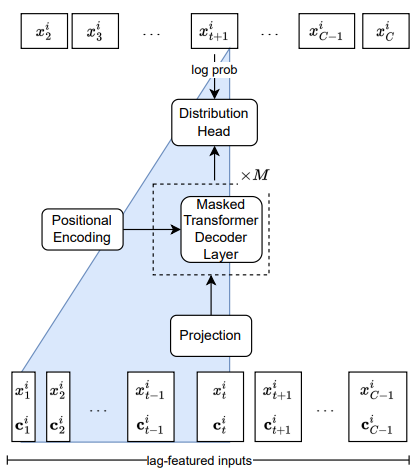 x_2^i x_3^i ... x_{t+1}^i ... x_{C-1}^i x_C^i
log prob
Distribution
Head
×M
Masked
Transformer
Decoder
Layer
Positional
Encoding
Projection
x_1^i x_2^i x_{t-1}^i x_t^i x_{t+1}^i x_{C-1}^i
... ...
c_1^i c_2^i c_{t-1}^i c_t^i c_{t+1}^i c_{C-1}^i
lag-featured inputs